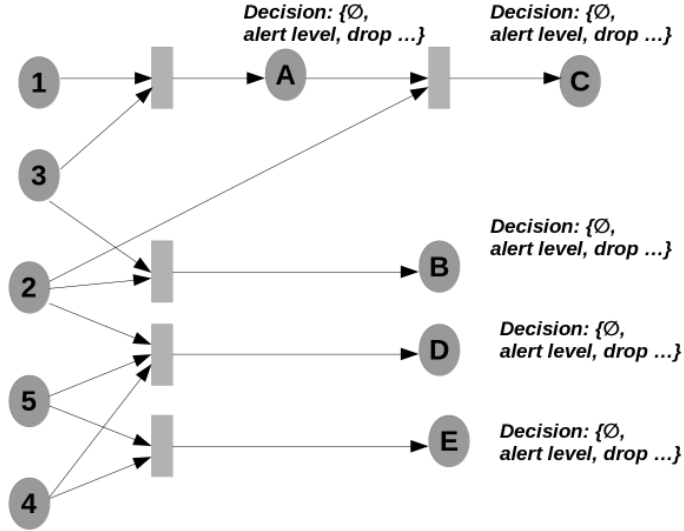 Decision: {∅,
alert level, drop …}
Decision: {∅,
alert level, drop …}
1
A
C
3
Decision: {∅,
alert level, drop …}
2
B
Decision: {∅,
alert level, drop …}
D
5
Decision: {∅,
alert level, drop …}
E
4